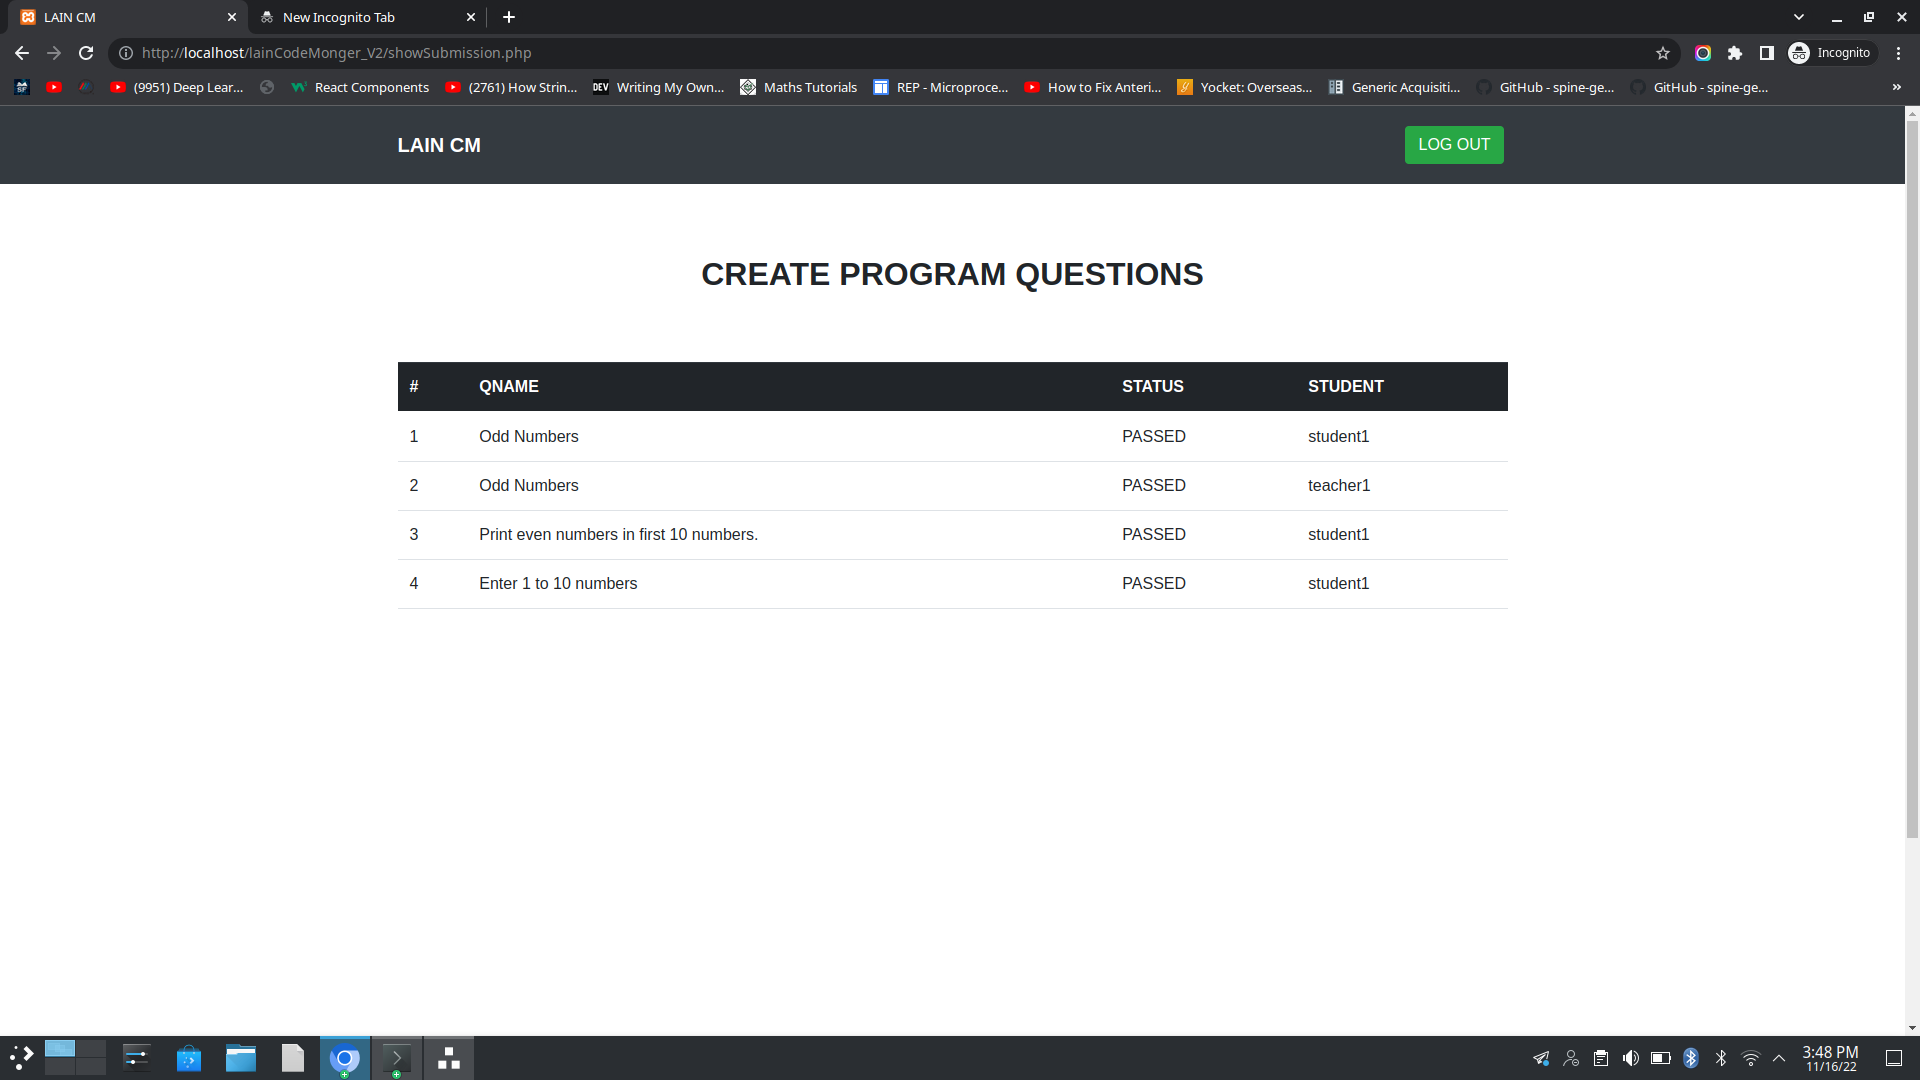 LAIN CM
New Incognito Tab
http://localhost/lainCodeMonger_V2/showSubmission.php
Incognito
(9951) Deep Lear...
React Components
(2761) How Strin...
DEV
Writing My Own...
Maths Tutorials
REP - Microproce...
How to Fix Anteri...
Yocket: Overseas...
Generic Acquisiti...
GitHub - spine-ge...
GitHub - spine-ge...
LAIN CM
LOG OUT
CREATE PROGRAM QUESTIONS
# QNAME STATUS STUDENT
1 Odd Numbers PASSED student1
2 Odd Numbers PASSED teacher1
3 Print even numbers in first 10 numbers. PASSED student1
4 Enter 1 to 10 numbers PASSED student1
3:48 PM
11/16/22